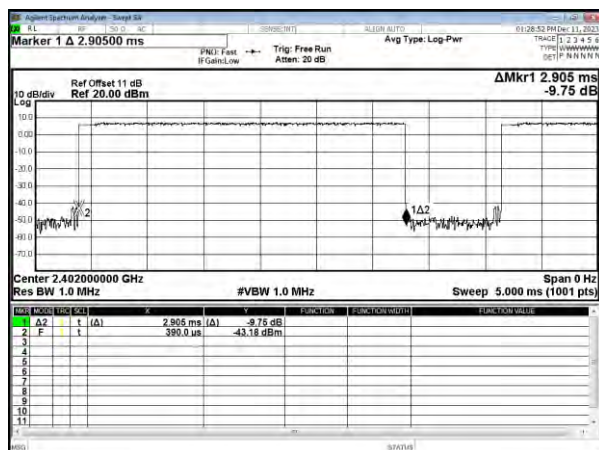 Agilent Spectrum Analyzer - Swept SA
RL RF 50 Ω AC SENSE:INT ALIGN AUTO 01:28:52 PM Dec 11, 2023
Marker 1 Δ 2.90500 ms Avg Type: Log-Pwr TRACE 1 2 3 4 5 6
PNO: Fast Trig: Free Run TYPE WWWWWW
IFGain:Low Atten: 20 dB DET P N N N N N
Ref Offset 11 dB ΔMkr1 2.905 ms
10 dB/div Ref 20.00 dBm -9.75 dB
Log
10.0
0.00
-10.0
-20.0
-30.0
-40.0
-50.0
-60.0
-70.0
2
1Δ2
Center 2.402000000 GHz Span 0 Hz
Res BW 1.0 MHz #VBW 1.0 MHz Sweep 5.000 ms (1001 pts)
MKR MODE TRC SCL X Y FUNCTION FUNCTION WIDTH FUNCTION VALUE
1 Δ2 t (Δ) 2.905 ms (Δ) -9.75 dB
2 F t 390.0 us -43.18 dBm
3
4
5
6
7
8
9
10
11
MSG STATUS